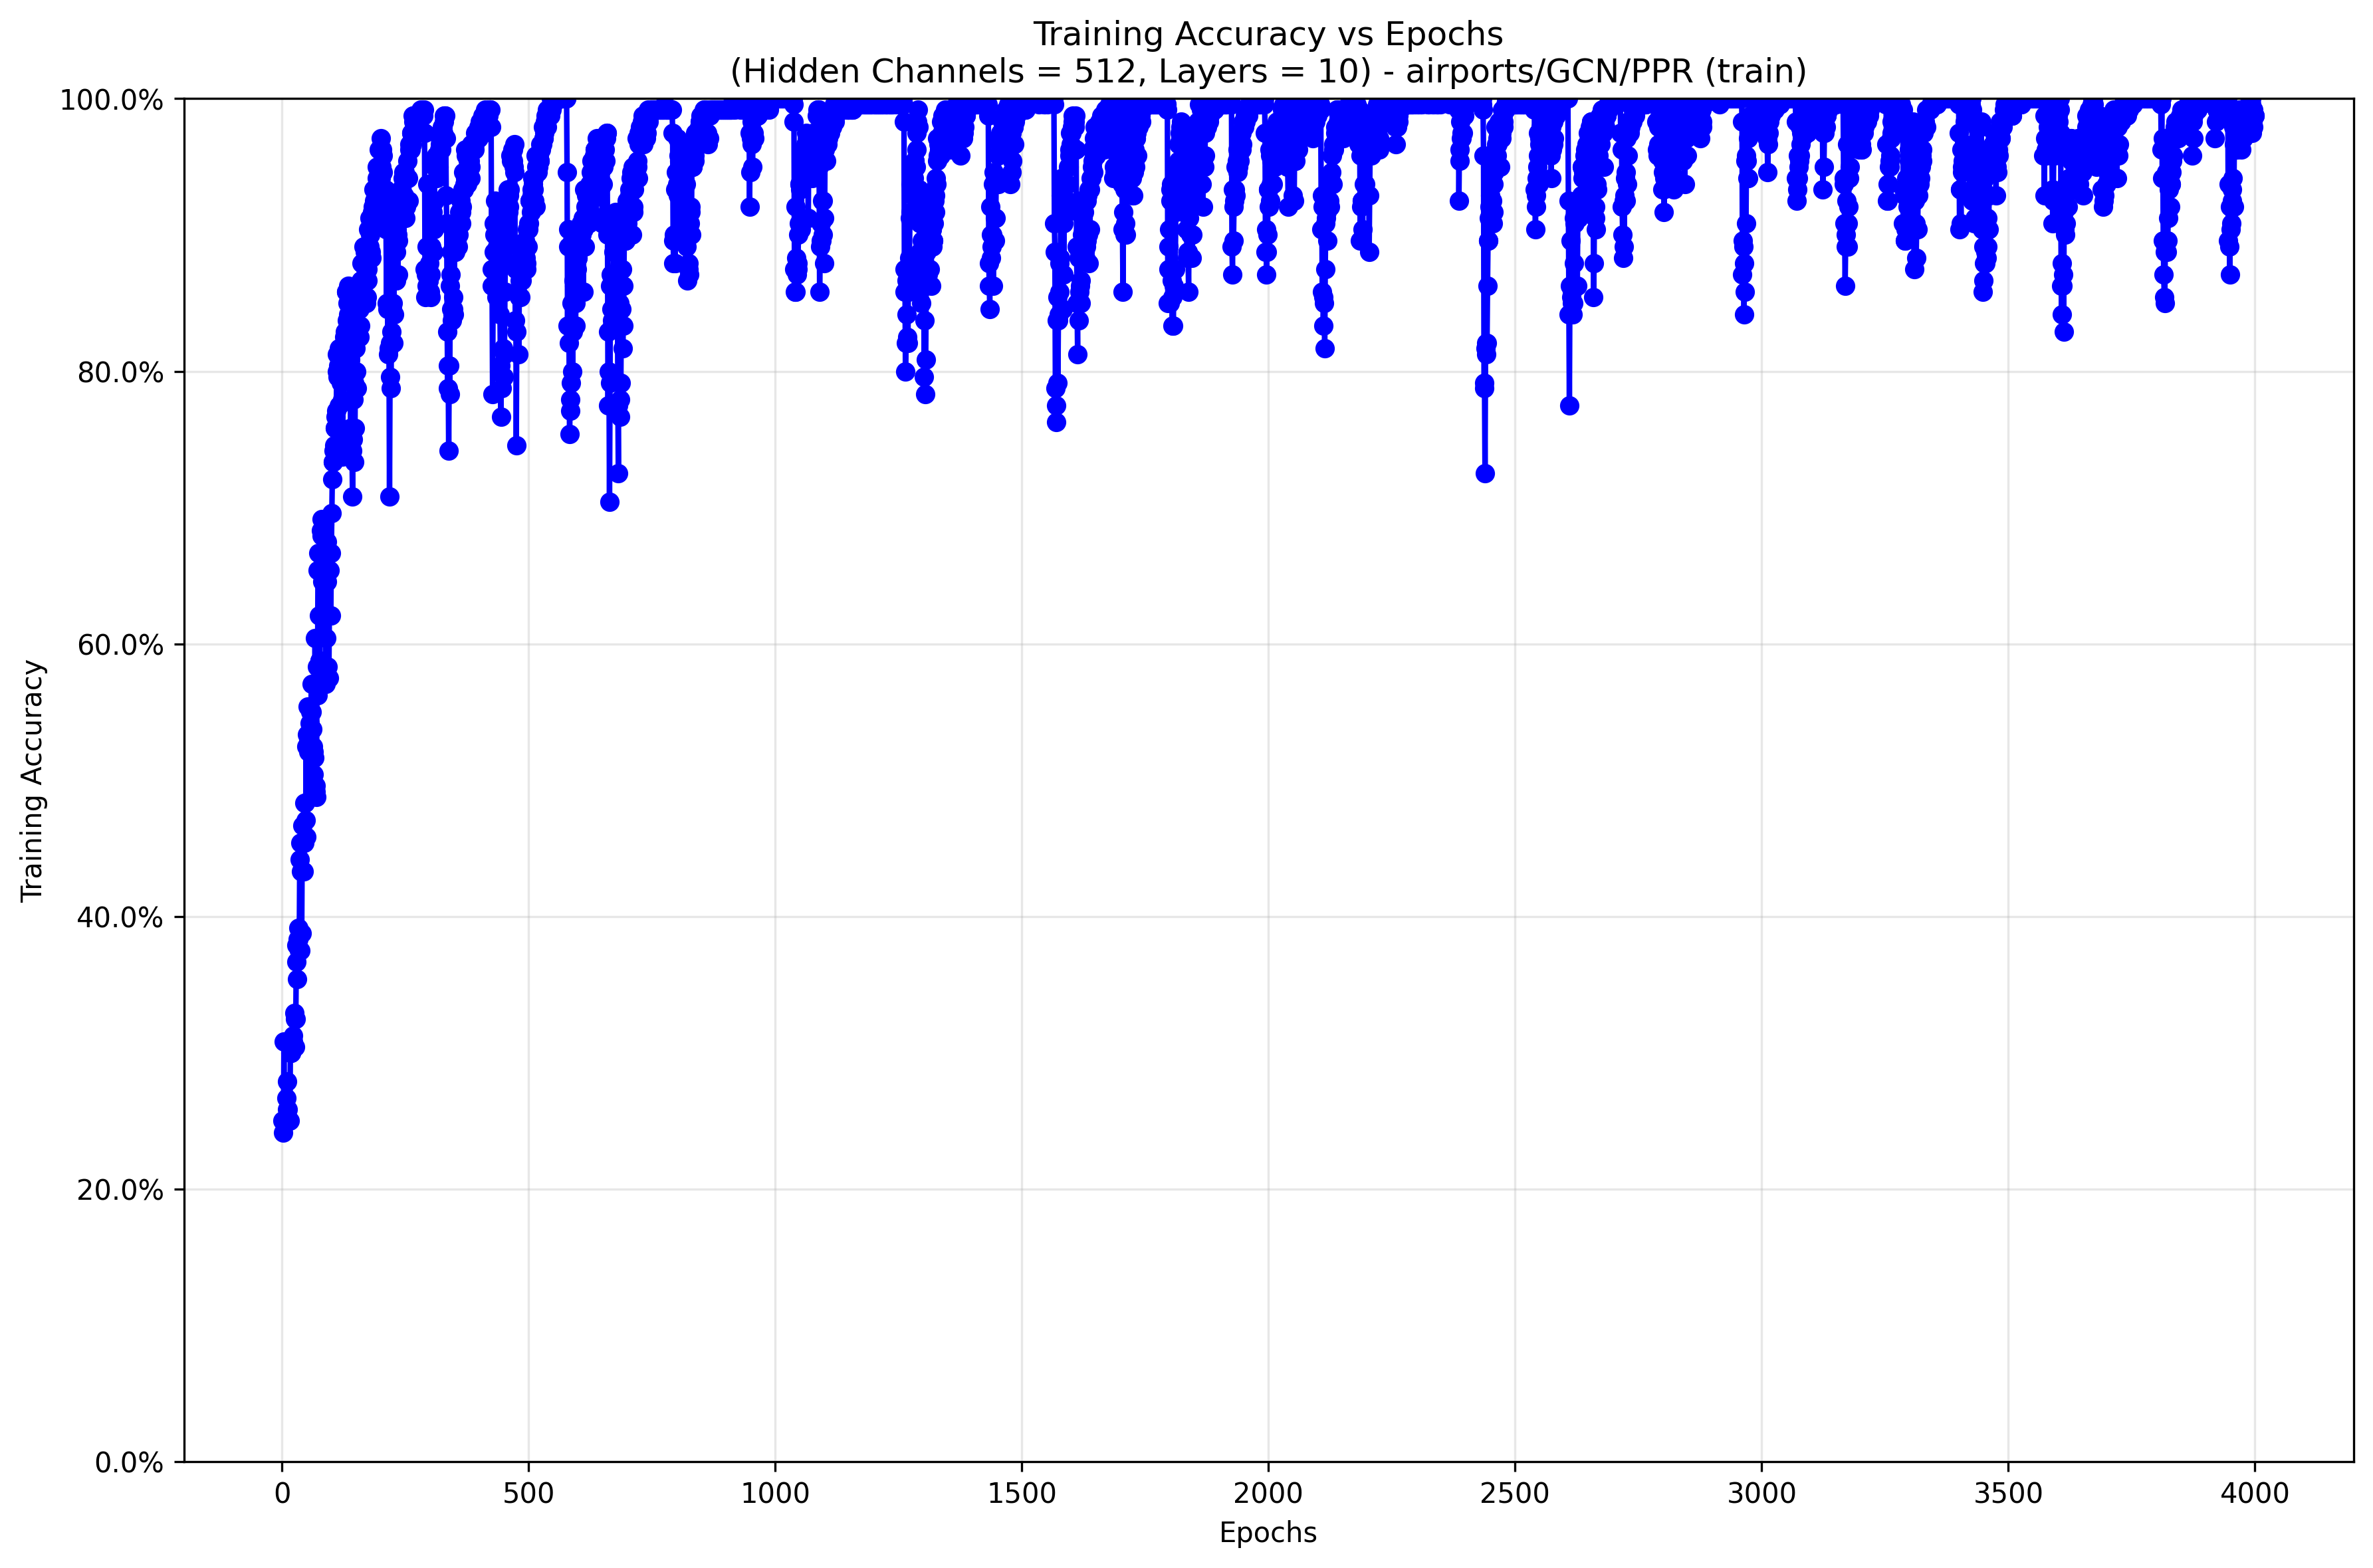 Training Accuracy vs Epochs
(Hidden Channels = 512, Layers = 10) - airports/GCN/PPR (train)
100.0%
80.0%
60.0%
40.0%
20.0%
0.0%
Training Accuracy
0 500 1000 1500 2000 2500 3000 3500 4000
Epochs